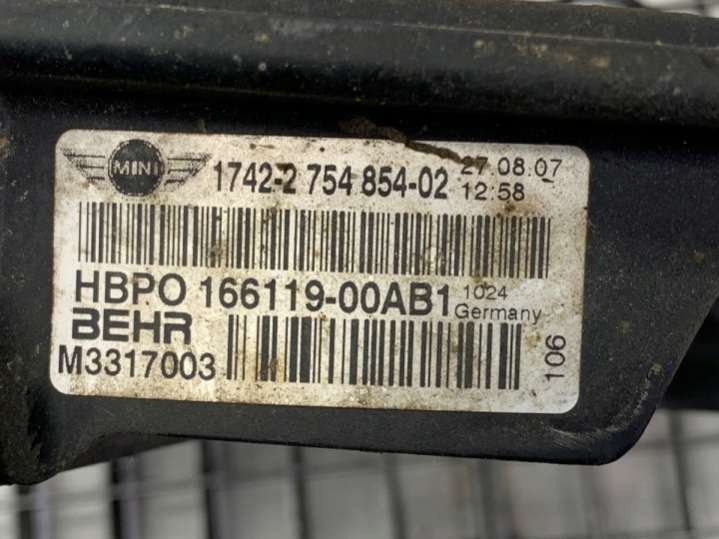 MINI 1742-2 754 854-02 27.08.07
12:58
HBPO 166119-00AB1 1024
Germany
BEHR
M3317003
106